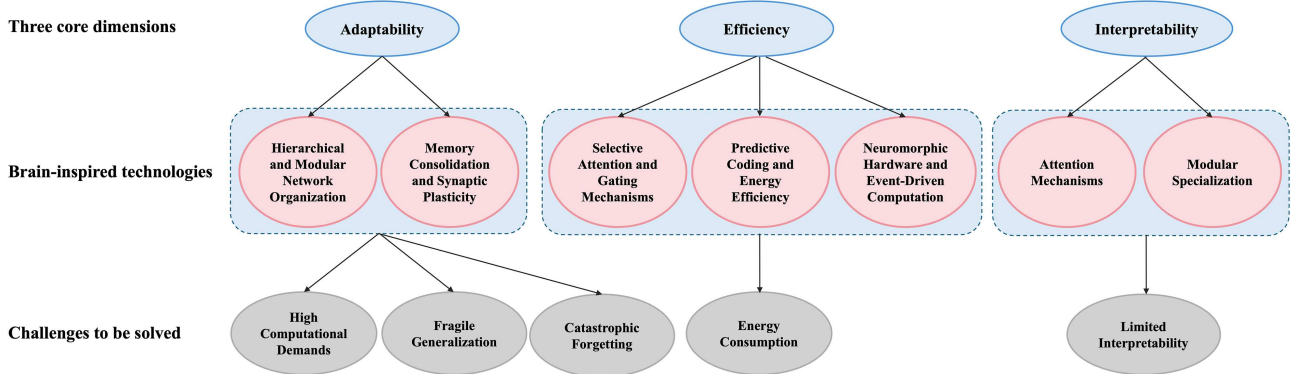 Three core dimensions
Adaptability
Efficiency
Interpretability
Brain-inspired technologies
Hierarchical
and Modular
Network
Organization
Memory
Consolidation
and Synaptic
Plasticity
Selective
Attention and
Gating
Mechanisms
Predictive
Coding and
Energy
Efficiency
Neuromorphic
Hardware and
Event-Driven
Computation
Attention
Mechanisms
Modular
Specialization
Challenges to be solved
High
Computational
Demands
Fragile
Generalization
Catastrophic
Forgetting
Energy
Consumption
Limited
Interpretability